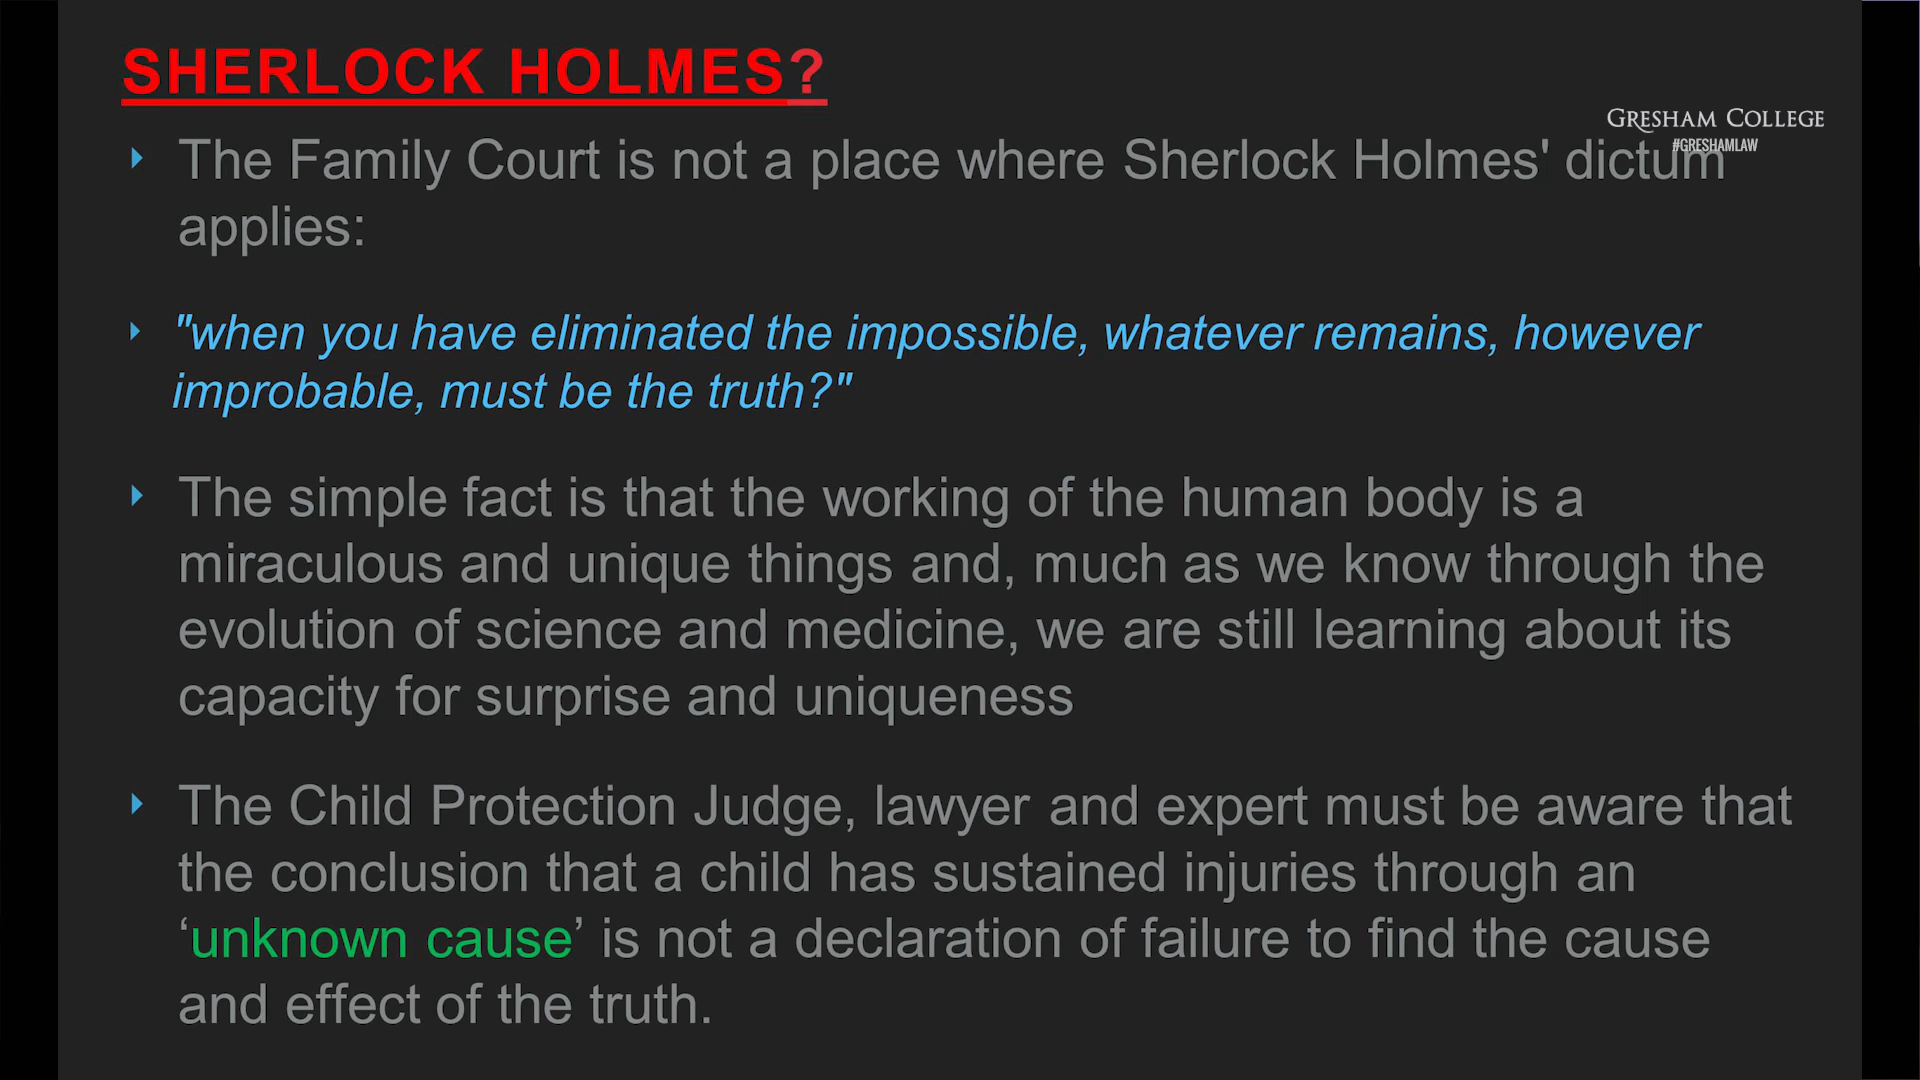 SHERLOCK HOLMES?
GRESHAM COLLEGE
#GRESHAMLAW
The Family Court is not a place where Sherlock Holmes' dictum
applies:
"when you have eliminated the impossible, whatever remains, however
improbable, must be the truth?"
The simple fact is that the working of the human body is a
miraculous and unique things and, much as we know through the
evolution of science and medicine, we are still learning about its
capacity for surprise and uniqueness
The Child Protection Judge, lawyer and expert must be aware that
the conclusion that a child has sustained injuries through an
‘unknown cause’ is not a declaration of failure to find the cause
and effect of the truth.